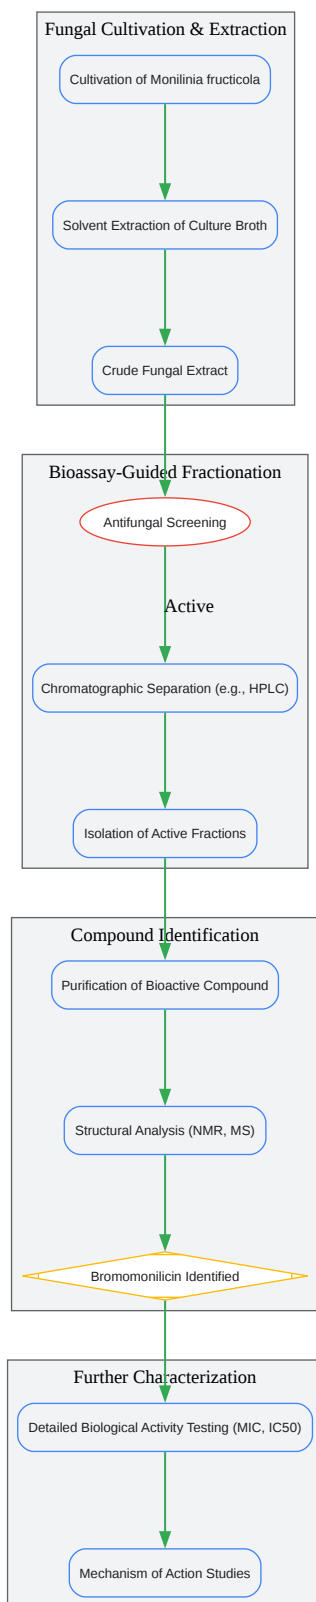 Fungal Cultivation & Extraction
Cultivation of Monilinia fructicola
Solvent Extraction of Culture Broth
Crude Fungal Extract
Bioassay-Guided Fractionation
Antifungal Screening
Active
Chromatographic Separation (e.g., HPLC)
Isolation of Active Fractions
Compound Identification
Purification of Bioactive Compound
Structural Analysis (NMR, MS)
Bromomonilicin Identified
Further Characterization
Detailed Biological Activity Testing (MIC, IC50)
Mechanism of Action Studies